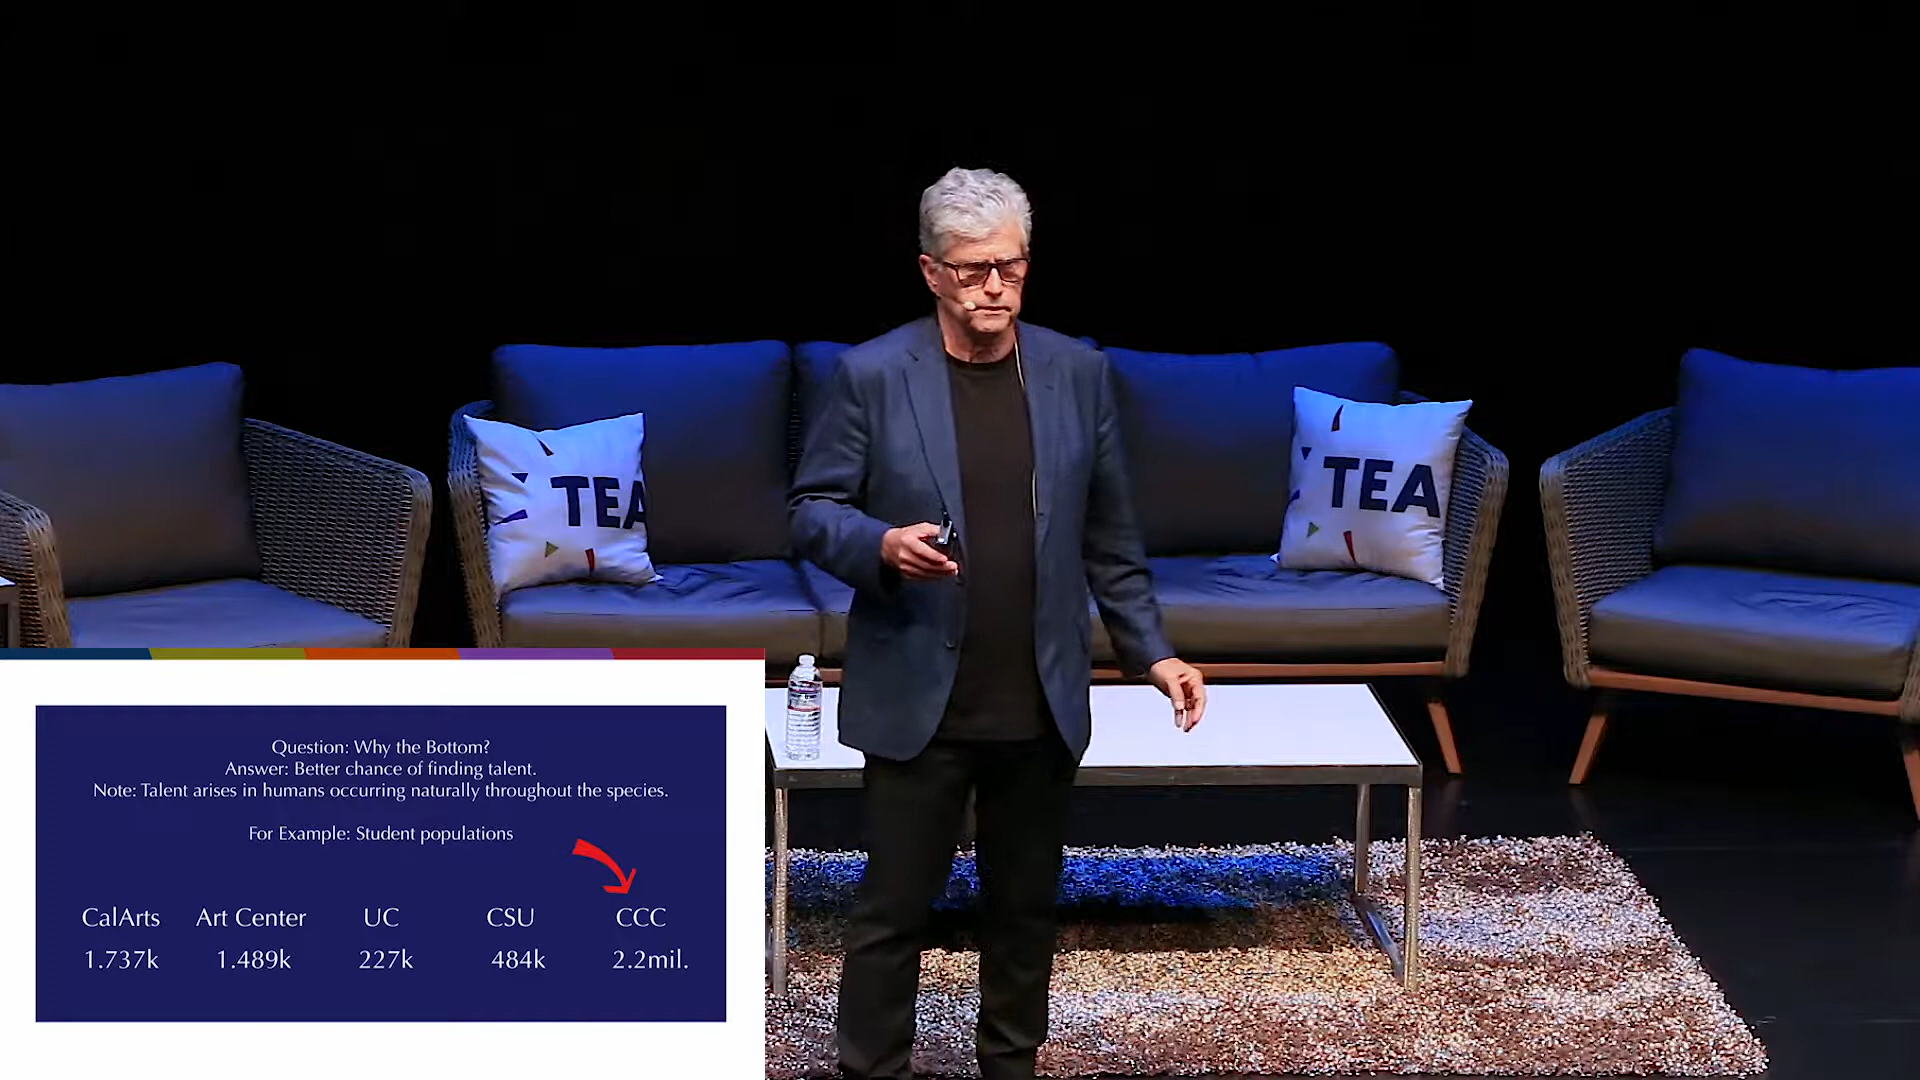 TEA
TEA
Question: Why the Bottom?
Answer: Better chance of finding talent.
Note: Talent arises in humans occurring naturally throughout the species.
For Example: Student populations
CalArts Art Center UC CSU CCC
1.737k 1.489k 227k 484k 2.2mil.